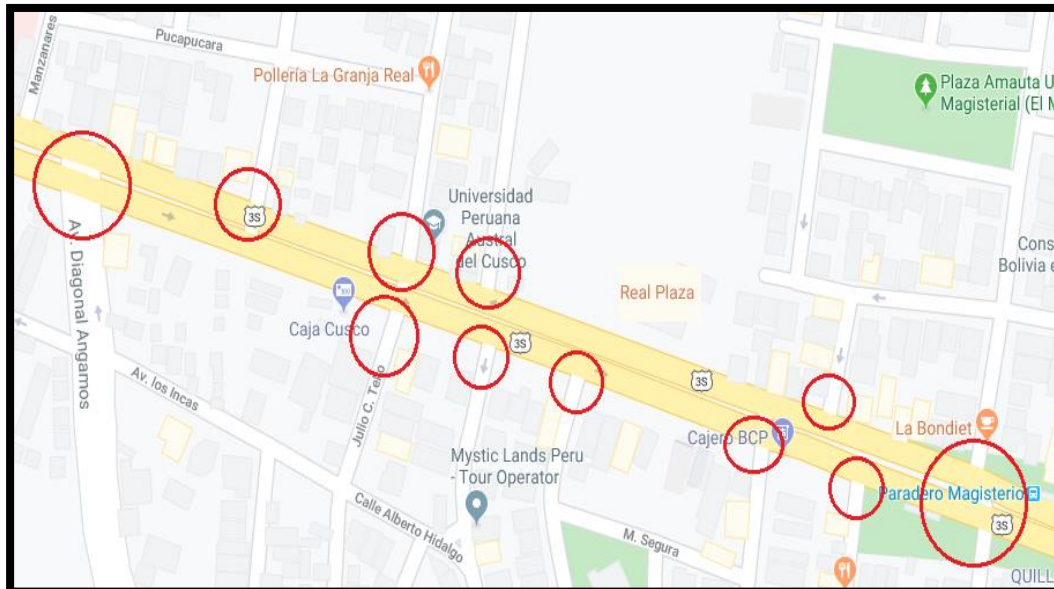 Manzanares
Pucapucara
Pollería La Granja Real
Plaza Amauta U
Magisterial (El M
Universidad
Peruana
Austral
del Cusco
3S
Av. Diagonal Angamos
Cons
Bolivia e
Real Plaza
Caja Cusco
3S
3S
Av. los Incas
Julio C. Tello
Cajero BCP
La Bondiet
Mystic Lands Peru
- Tour Operator
Paradero Magisterio
3S
Calle Alberto Hidalgo
M. Segura
QUILL